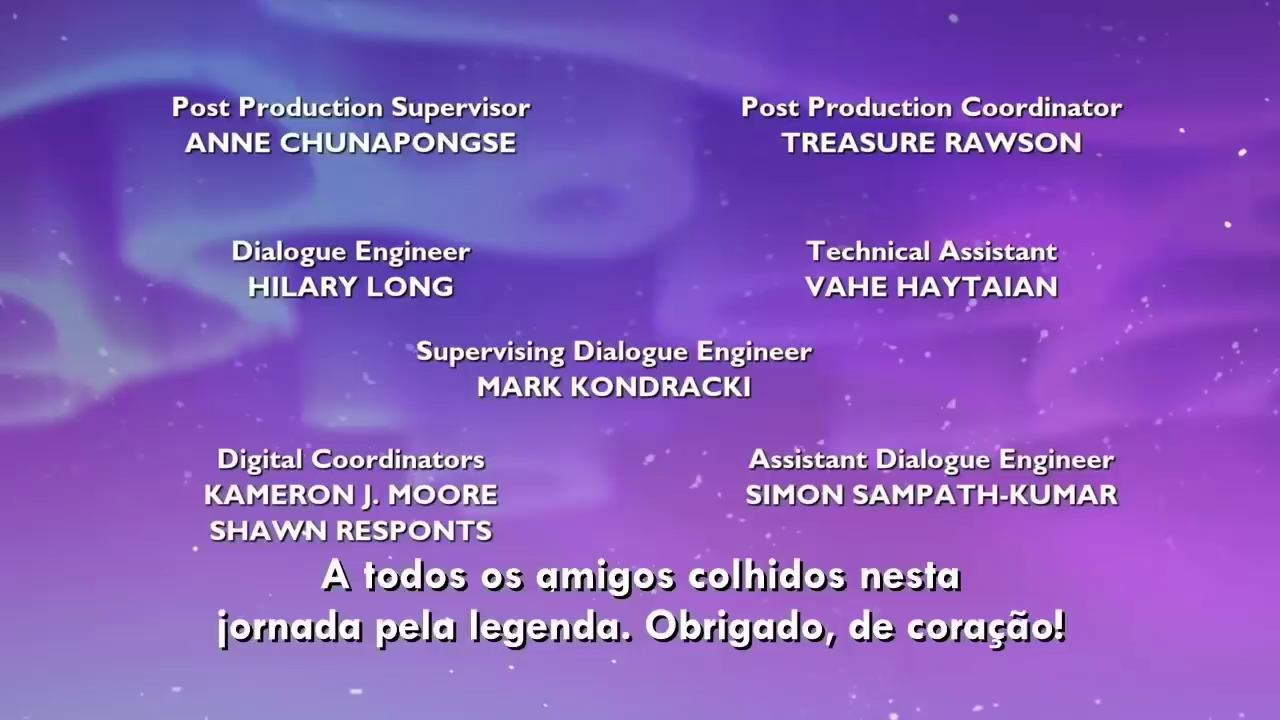 Post Production Supervisor
ANNE CHUNAPONGSE
Post Production Coordinator
TREASURE RAWSON
Dialogue Engineer
HILARY LONG
Technical Assistant
VAHE HAYTAIAN
Supervising Dialogue Engineer
MARK KONDRACKI
Digital Coordinators
KAMERON J. MOORE
SHAWN RESPONTS
Assistant Dialogue Engineer
SIMON SAMPATH-KUMAR
A todos os amigos colhidos nesta
jornada pela legenda. Obrigado, de coração!